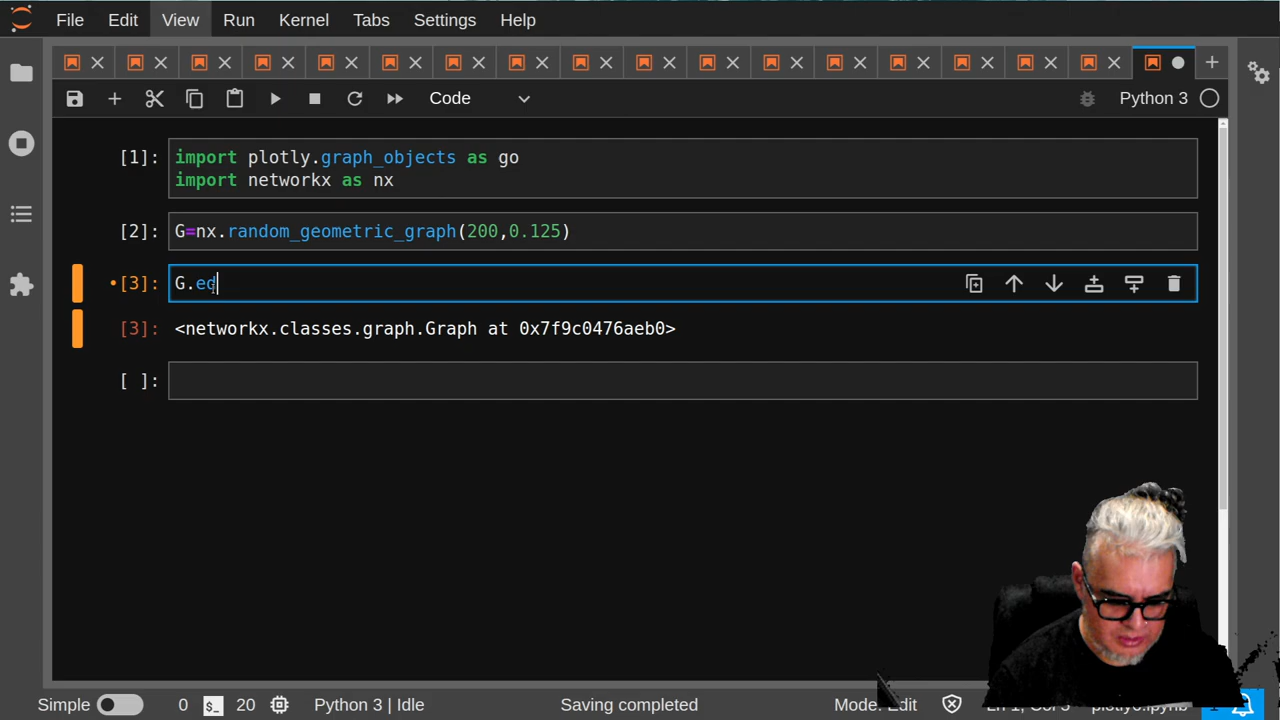 File Edit View Run Kernel Tabs Settings Help
Code Python 3
[1]: import plotly.graph_objects as go
import networkx as nx
[2]: G=nx.random_geometric_graph(200,0.125)
•[3]: G.ed
[3]: <networkx.classes.graph.Graph at 0x7f9c0476aeb0>
[ ]:
Simple 0 $_ 20 Python 3 | Idle Saving completed Mode: Edit